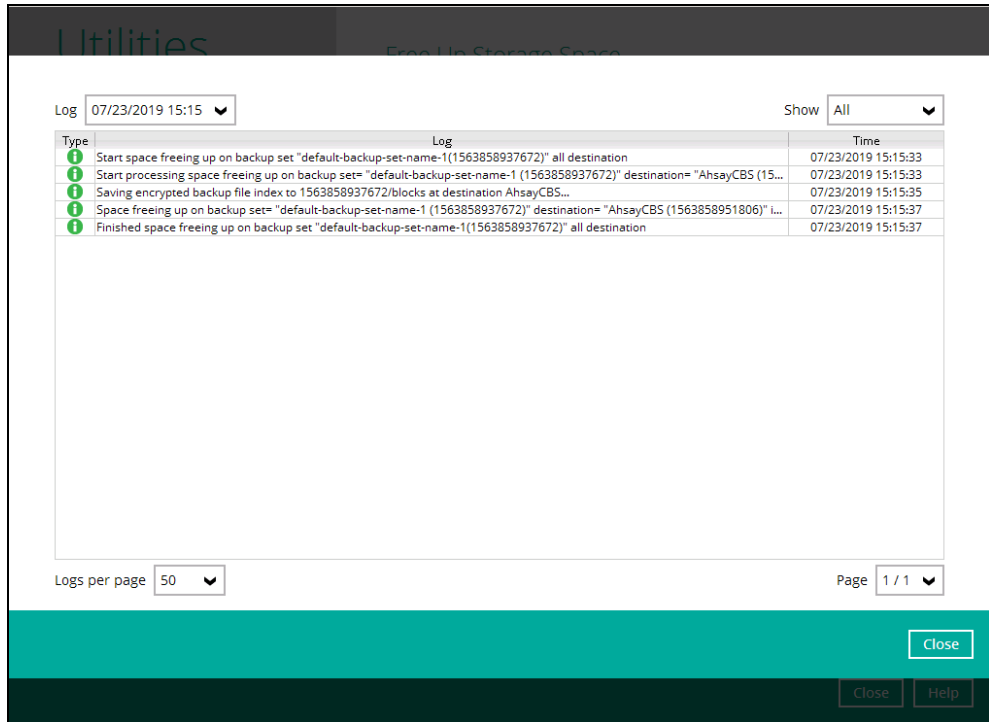 Utilities
Free Up Storage Space
Log 07/23/2019 15:15 Show All
Type Log Time
Start space freeing up on backup set "default-backup-set-name-1(1563858937672)" all destination 07/23/2019 15:15:33
Start processing space freeing up on backup set= "default-backup-set-name-1 (1563858937672)" destination= "AhsayCBS (15... 07/23/2019 15:15:33
Saving encrypted backup file index to 1563858937672/blocks at destination AhsayCBS... 07/23/2019 15:15:35
Space freeing up on backup set= "default-backup-set-name-1 (1563858937672)" destination= "AhsayCBS (1563858951806)" i... 07/23/2019 15:15:37
Finished space freeing up on backup set "default-backup-set-name-1(1563858937672)" all destination 07/23/2019 15:15:37
Logs per page 50 Page 1 / 1
Close
Close Help